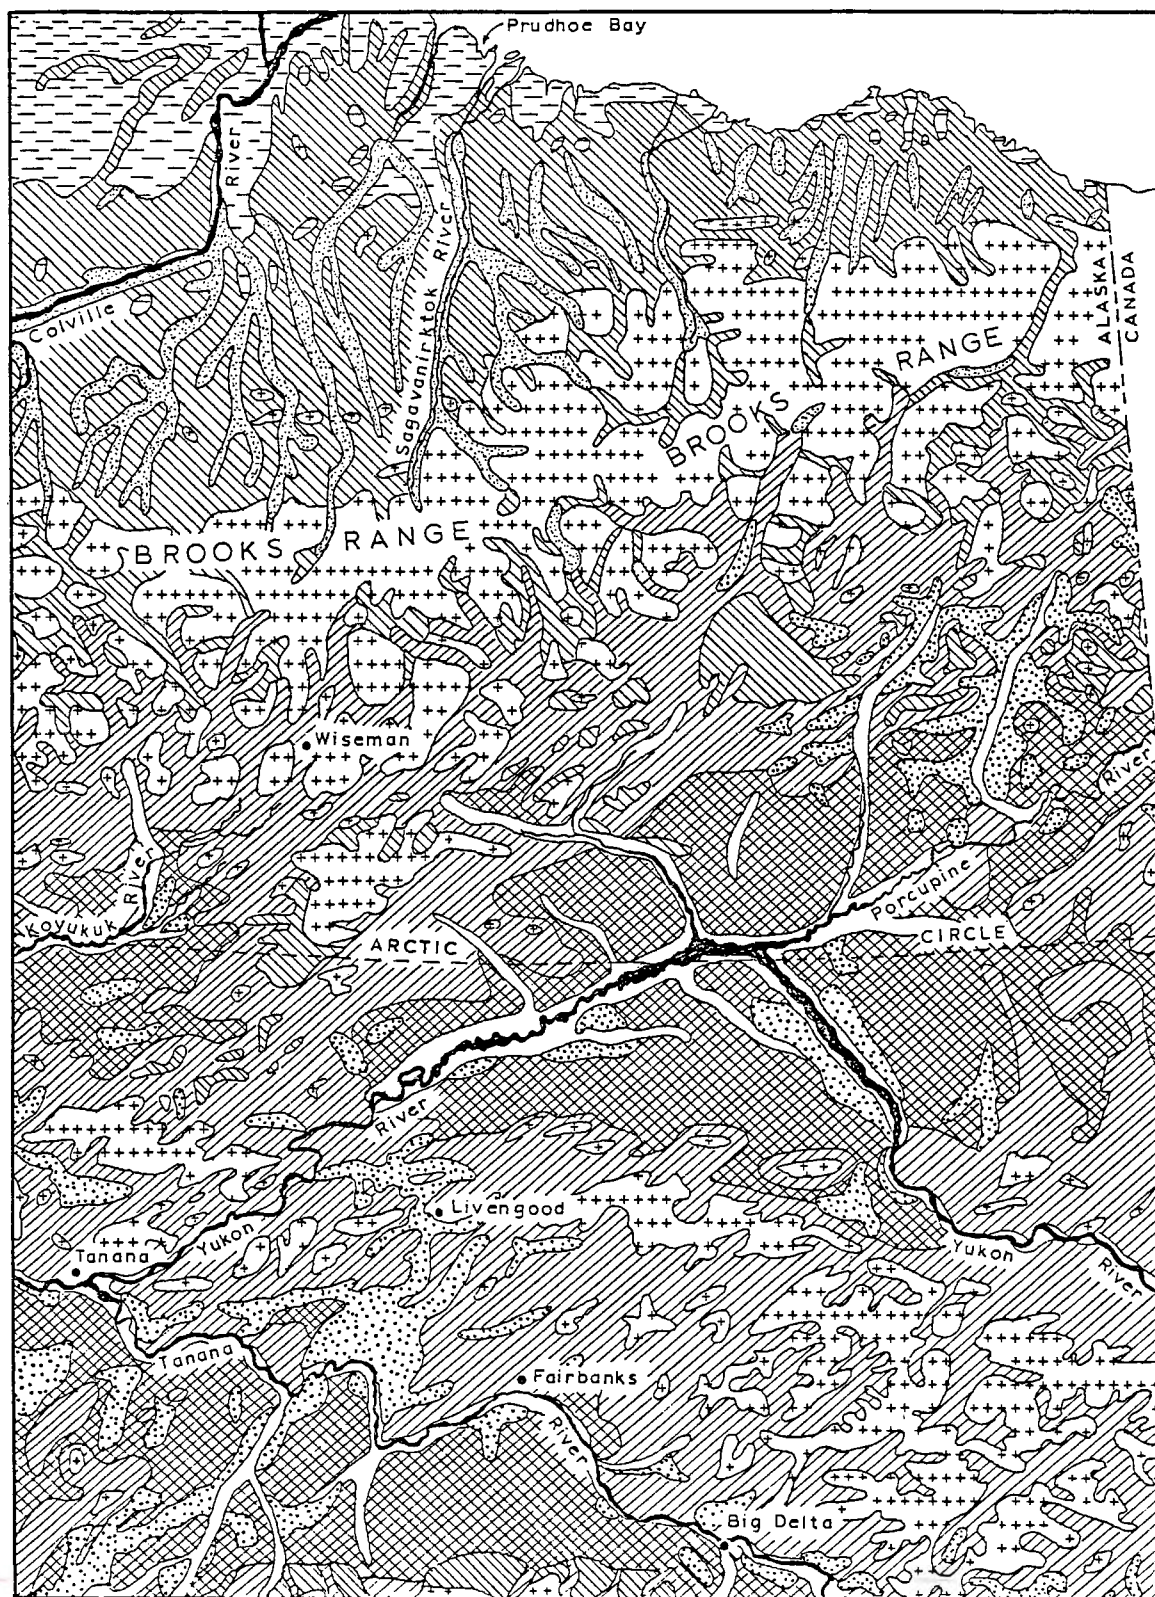 Prudhoe Bay
River
River
Sagavanirktok
Colville
ALASKA
CANADA
RANGE
BROOKS
BROOKS RANGE
Wiseman
River
River
Koyukuk
Porcupine
ARCTIC
CIRCLE
River
Livengood
Yukon
Tanana
Yukon
River
Tanana
Fairbanks
River
Big Delta